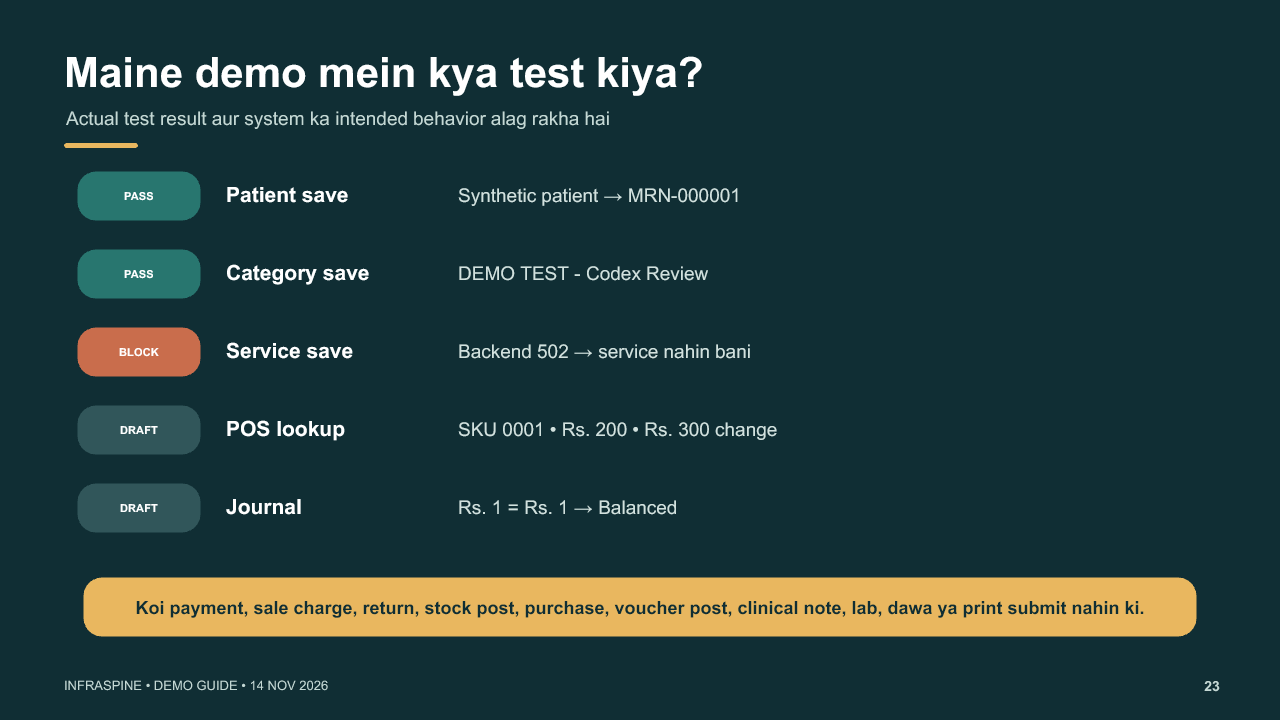 Maine demo mein kya test kiya?
Actual test result aur system ka intended behavior alag rakha hai
PASS Patient save Synthetic patient → MRN-000001
PASS Category save DEMO TEST - Codex Review
BLOCK Service save Backend 502 → service nahin bani
DRAFT POS lookup SKU 0001 • Rs. 200 • Rs. 300 change
DRAFT Journal Rs. 1 = Rs. 1 → Balanced
Koi payment, sale charge, return, stock post, purchase, voucher post, clinical note, lab, dawa ya print submit nahin ki.
INFRASPINE • DEMO GUIDE • 14 NOV 2026 23